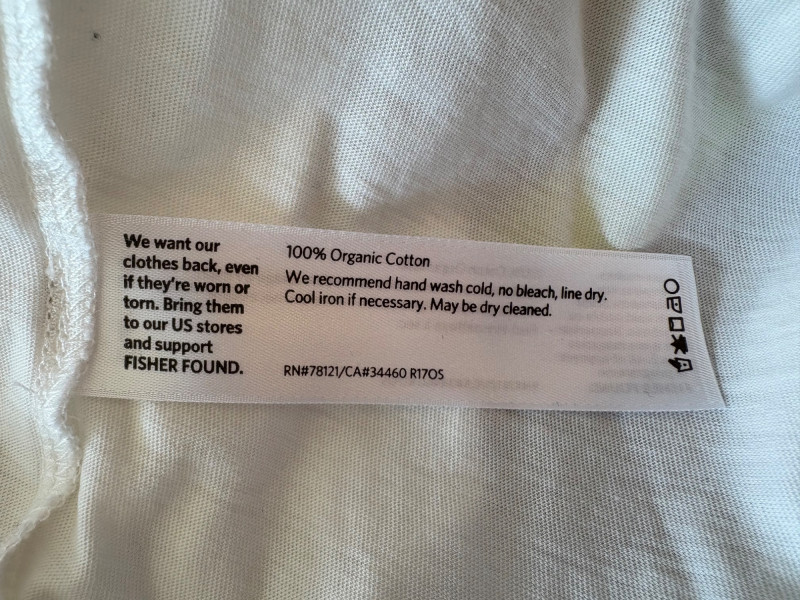 We want our
clothes back, even
if they're worn or
torn. Bring them
to our US stores
and support
FISHER FOUND.
100% Organic Cotton
We recommend hand wash cold, no bleach, line dry.
Cool iron if necessary. May be dry cleaned.
RN#78121/CA#34460 R17OS